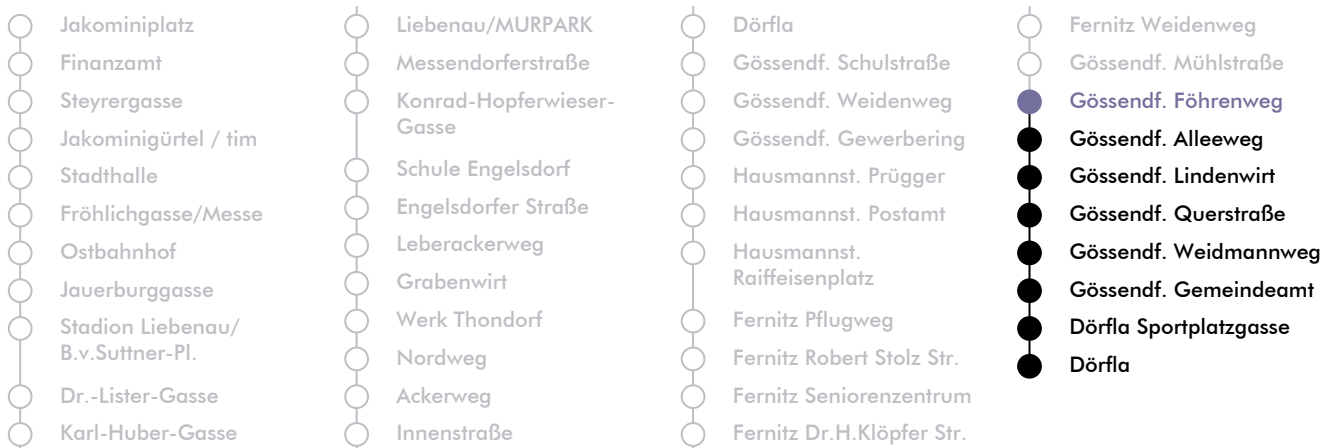 Jakominiplatz
Finanzamt
Steyrergasse
Jakominigürtel / tim
Stadthalle
Fröhlichgasse/Messe
Ostbahnhof
Jauerburggasse
Stadion Liebenau/
B.v.Suttner-Pl.
Dr.-Lister-Gasse
Karl-Huber-Gasse
Liebenau/MURPARK
Messendorferstraße
Konrad-Hopferwieser-
Gasse
Schule Engelsdorf
Engelsdorfer Straße
Leberackerweg
Grabenwirt
Werk Thondorf
Nordweg
Ackerweg
Innenstraße
Dörfla
Gössendf. Schulstraße
Gössendf. Weidenweg
Gössendf. Gewerbering
Hausmannst. Prügger
Hausmannst. Postamt
Hausmannst.
Raiffeisenplatz
Fernitz Pflugweg
Fernitz Robert Stolz Str.
Fernitz Seniorenzentrum
Fernitz Dr.H.Klöpfer Str.
Fernitz Weidenweg
Gössendf. Mühlstraße
Gössendf. Föhrenweg
Gössendf. Alleeweg
Gössendf. Lindenwirt
Gössendf. Querstraße
Gössendf. Weidmannweg
Gössendf. Gemeindeamt
Dörfla Sportplatzgasse
Dörfla